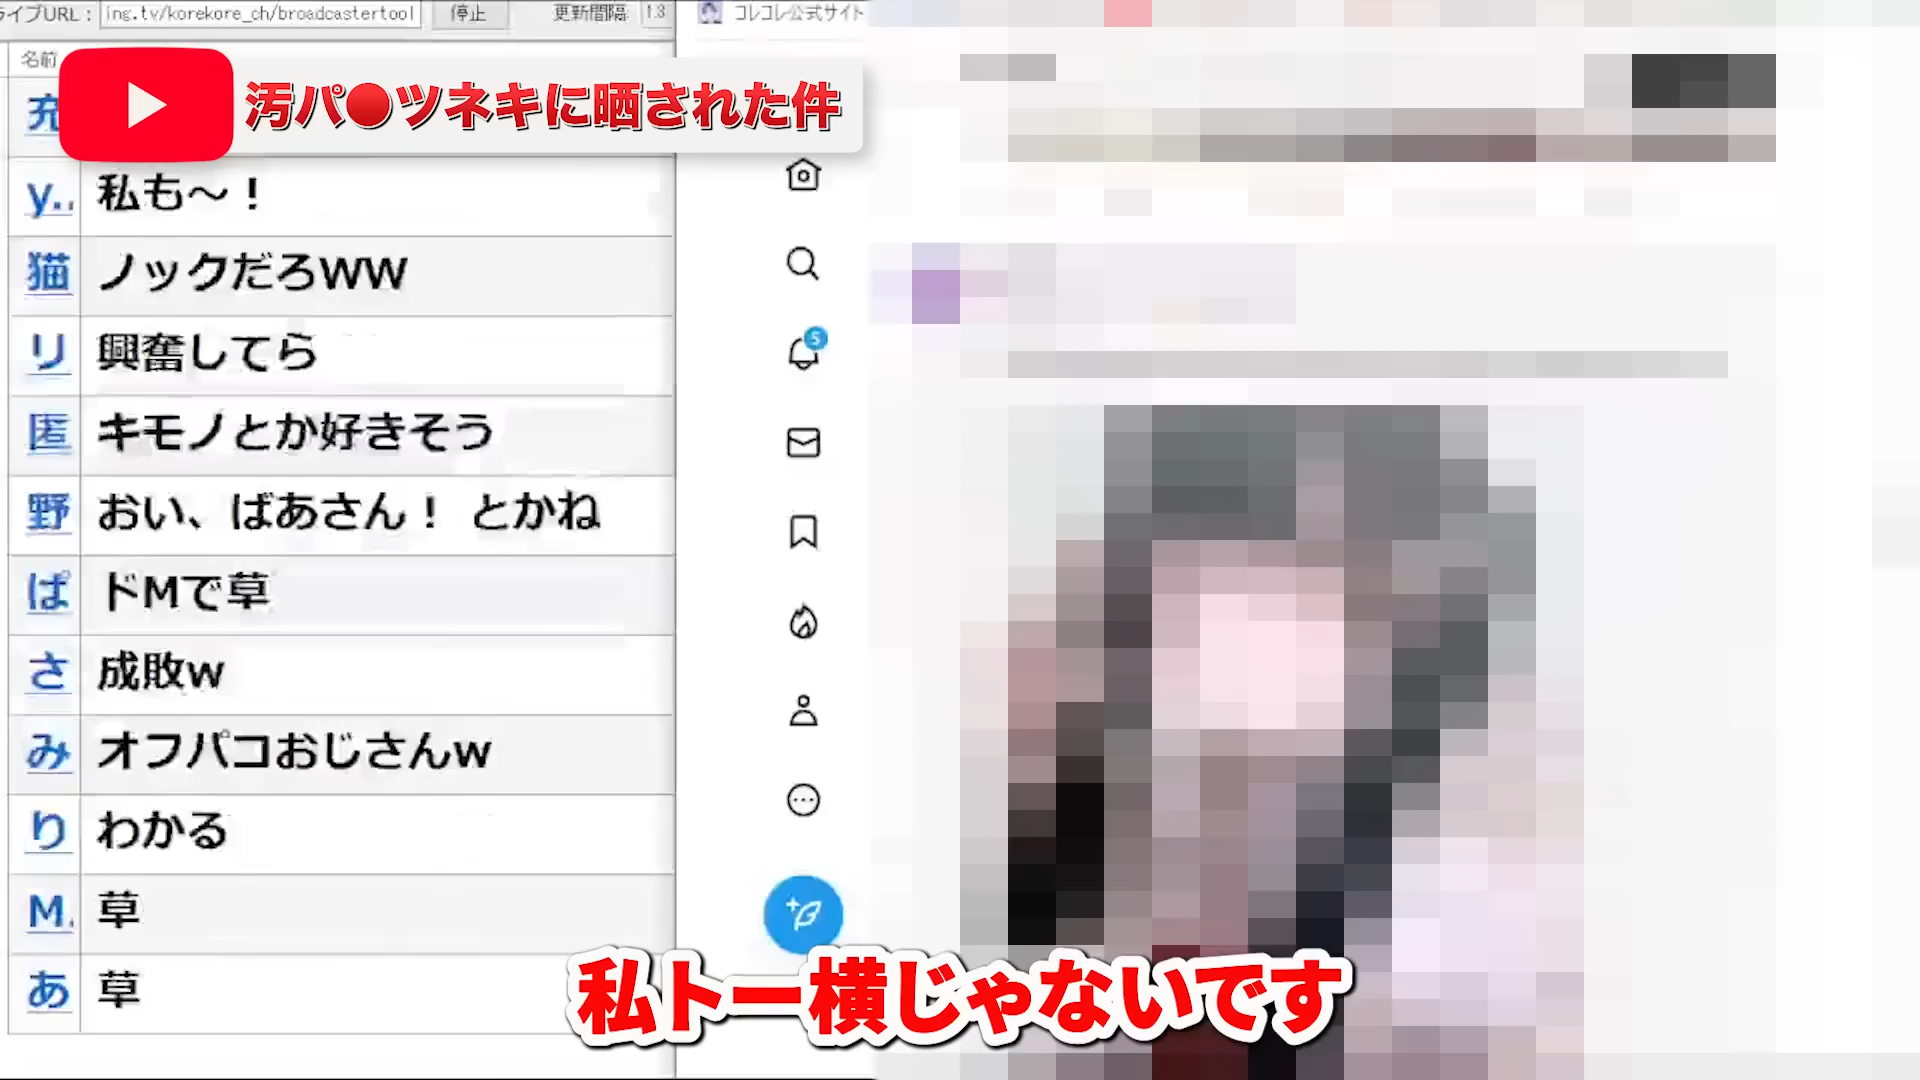 ライブURL： ing.tv/korekore_ch/broadcastertool 停止 更新間隔 1.3
コレコレ公式サイト
名前
汚パ●ツネキに晒された件
充
y.. 私も～！
猫 ノックだろWW
リ 興奮してら
匿 キモノとか好きそう
野 おい、ばあさん！ とかね
ぱ ドMで草
さ 成敗w
み オフパコおじさんw
り わかる
M. 草
あ 草
5
私トー横じゃないです